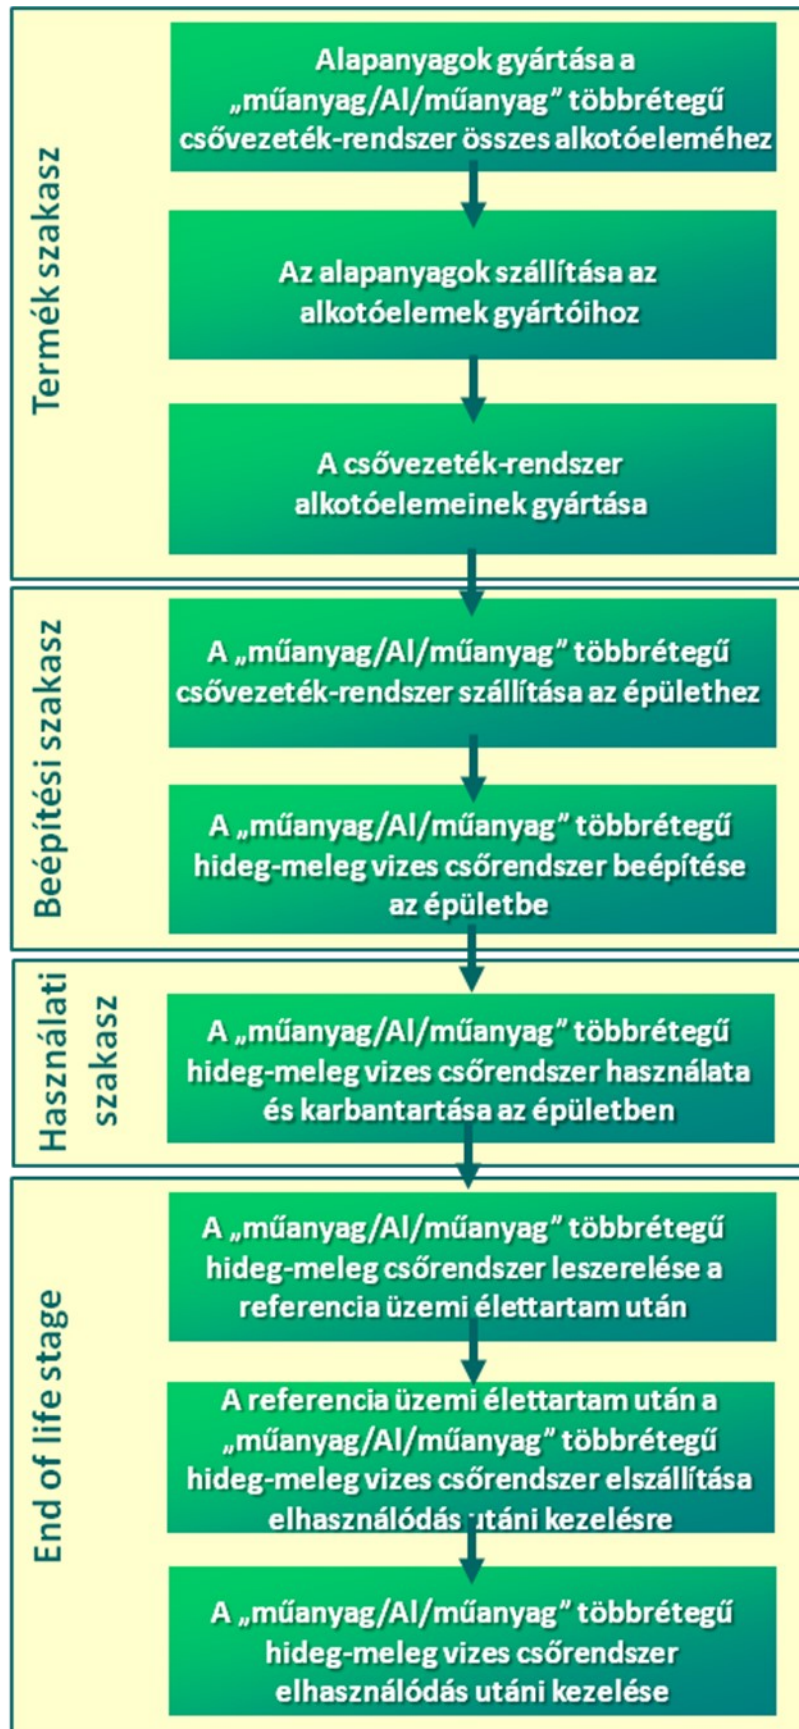 Termék szakasz
Alapanyagok gyártása a
„műanyag/Al/műanyag" többrétegű
csővezeték-rendszer összes alkotóeleméhez
Az alapanyagok szállítása az
alkotóelemek gyártóihoz
A csővezeték-rendszer
alkotóelemeinek gyártása
Beépítési szakasz
A „műanyag/Al/műanyag" többrétegű
csővezeték-rendszer szállítása az épülethez
A „műanyag/Al/műanyag" többrétegű
hideg-meleg vizes csőrendszer beépítése
az épületbe
Használati
szakasz
A „műanyag/Al/műanyag" többrétegű
hideg-meleg vizes csőrendszer használata
és karbantartása az épületben
End of life stage
A „műanyag/Al/műanyag" többrétegű
hideg-meleg csőrendszer leszerelése a
referencia üzemi élettartam után
A referencia üzemi élettartam után a
„műanyag/Al/műanyag" többrétegű
hideg-meleg vizes csőrendszer elszállítása
elhasználódás utáni kezelésre
A „műanyag/Al/műanyag" többrétegű
hideg-meleg vizes csőrendszer
elhasználódás utáni kezelése